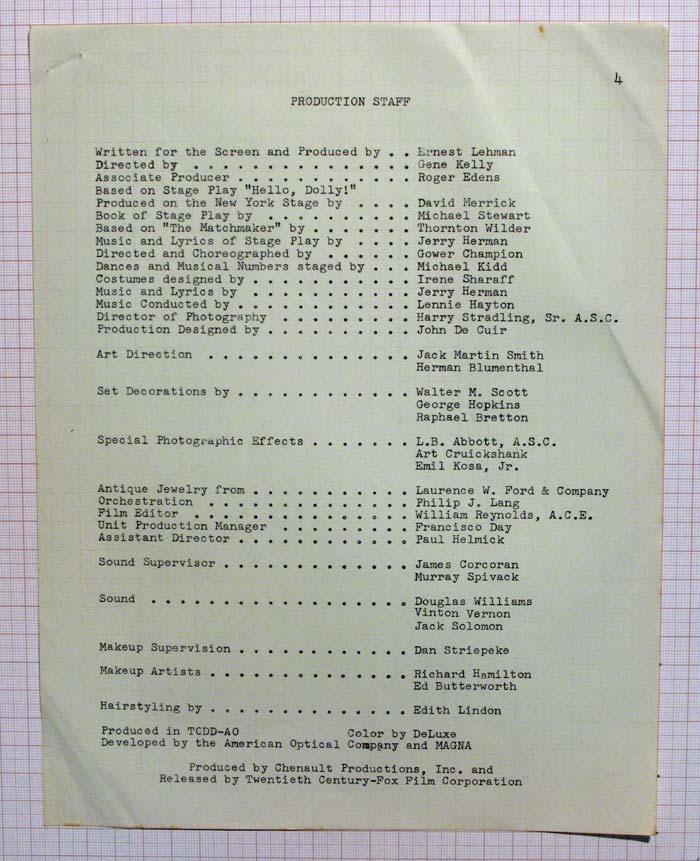 4
PRODUCTION STAFF
Written for the Screen and Produced by . . Ernest Lehman
Directed by . . . . . . . . . . . . . . . Gene Kelly
Associate Producer . . . . . . . . . . . . Roger Edens
Based on Stage Play "Hello, Dolly!"
Produced on the New York Stage by . . . . David Merrick
Book of Stage Play by . . . . . . . . . . Michael Stewart
Based on "The Matchmaker" by . . . . . . . Thornton Wilder
Music and Lyrics of Stage Play by . . . . Jerry Herman
Directed and Choreographed by . . . . . . Gower Champion
Dances and Musical Numbers staged by . . . Michael Kidd
Costumes designed by . . . . . . . . . . . Irene Sharaff
Music and Lyrics by . . . . . . . . . . . Jerry Herman
Music Conducted by . . . . . . . . . . . . Lennie Hayton
Director of Photography . . . . . . . . . Harry Stradling, Sr. A.S.C.
Production Designed by . . . . . . . . . . John De Cuir
Art Direction . . . . . . . . . . . . . . Jack Martin Smith
Herman Blumenthal
Set Decorations by . . . . . . . . . . . . Walter M. Scott
George Hopkins
Raphael Bretton
Special Photographic Effects . . . . . . . L.B. Abbott, A.S.C.
Art Cruickshank
Emil Kosa, Jr.
Antique Jewelry from . . . . . . . . . . . Laurence W. Ford & Company
Orchestration . . . . . . . . . . . . . . Philip J. Lang
Film Editor . . . . . . . . . . . . . . . William Reynolds, A.C.E.
Unit Production Manager . . . . . . . . . Francisco Day
Assistant Director . . . . . . . . . . . . Paul Helmick
Sound Supervisor . . . . . . . . . . . . . James Corcoran
Murray Spivack
Sound . . . . . . . . . . . . . . . . . . Douglas Williams
Vinton Vernon
Jack Solomon
Makeup Supervision . . . . . . . . . . . . Dan Striepeke
Makeup Artists . . . . . . . . . . . . . . Richard Hamilton
Ed Butterworth
Hairstyling by . . . . . . . . . . . . . . Edith Lindon
Produced in TCDD-AO Color by DeLuxe
Developed by the American Optical Company and MAGNA
Produced by Chenault Productions, Inc. and
Released by Twentieth Century-Fox Film Corporation